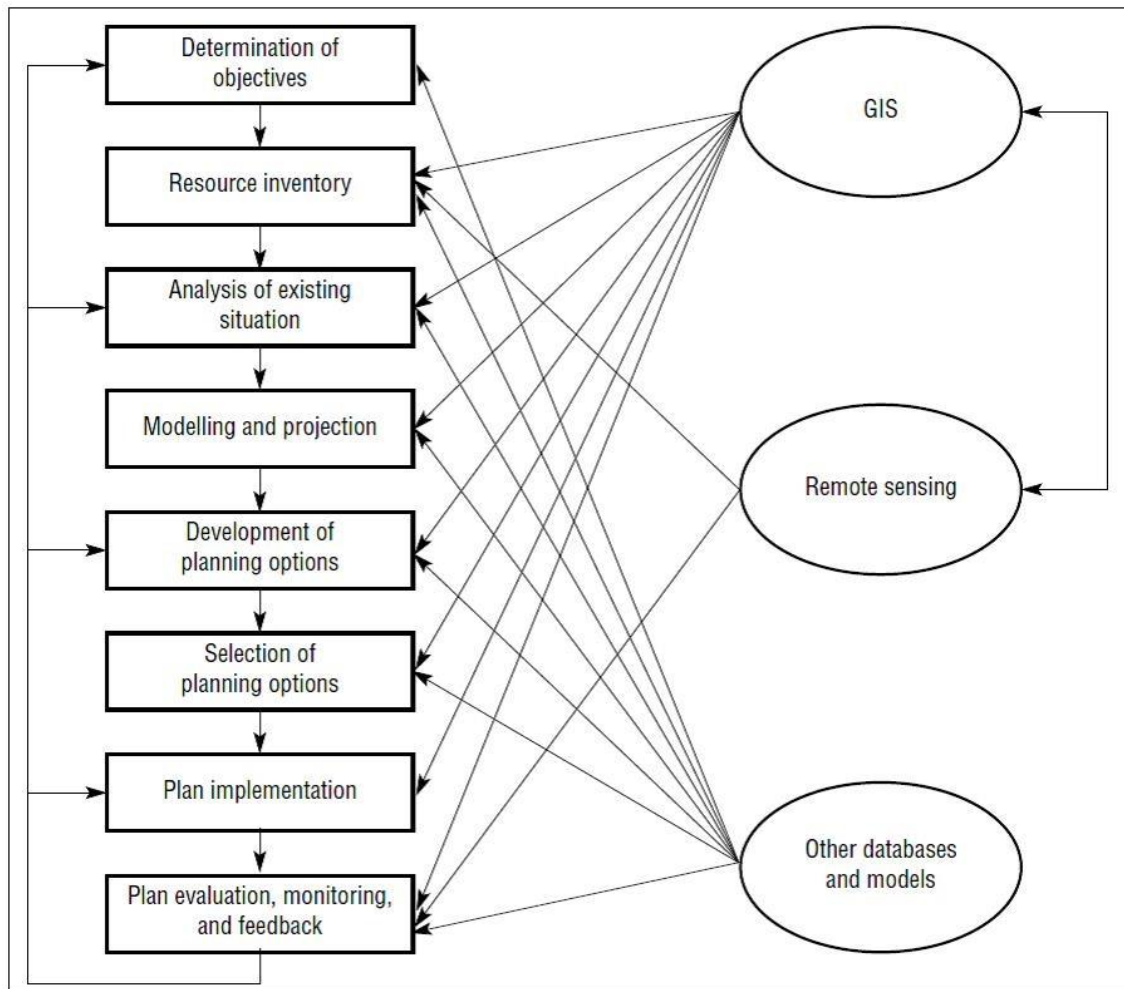 Determination of
objectives
Resource inventory
Analysis of existing
situation
Modelling and projection
Development of
planning options
Selection of
planning options
Plan implementation
Plan evaluation, monitoring,
and feedback
GIS
Remote sensing
Other databases
and models